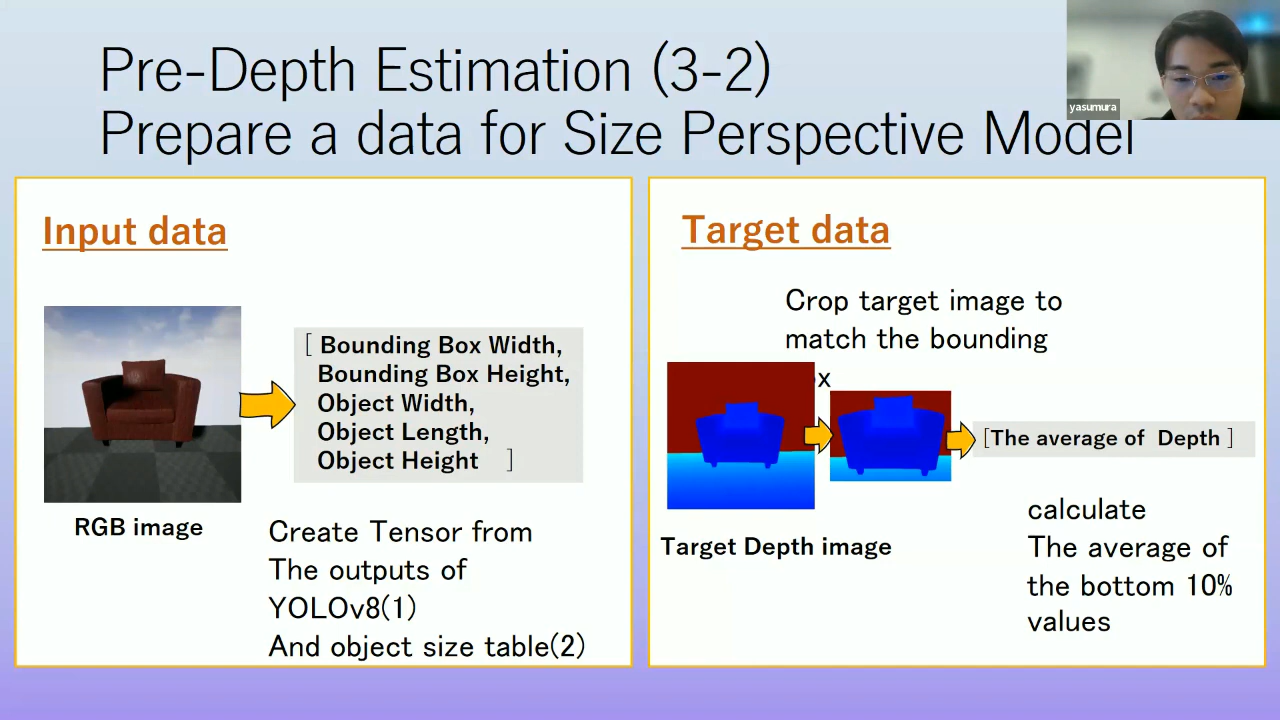 Pre-Depth Estimation (3-2)
Prepare a data for Size Perspective Model
yasumura
Input data
[ Bounding Box Width,
Bounding Box Height,
Object Width,
Object Length,
Object Height ]
RGB image
Create Tensor from
The outputs of
YOLOv8(1)
And object size table(2)
Target data
Crop target image to
match the bounding
x
[The average of Depth ]
Target Depth image
calculate
The average of
the bottom 10%
values